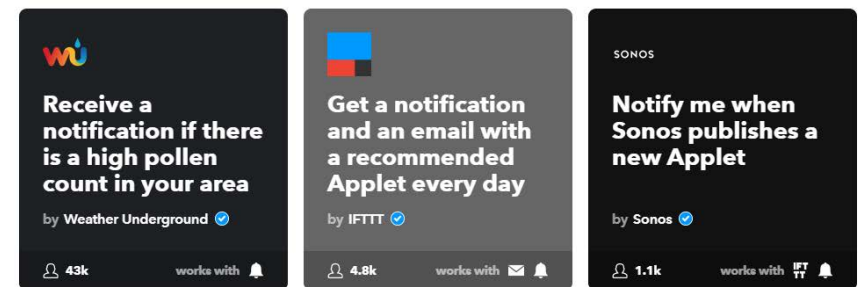 wu
Receive a
notification if there
is a high pollen
count in your area
by Weather Underground
43k works with
Get a notification
and an email with
a recommended
Applet every day
by IFTTT
4.8k works with
SONOS
Notify me when
Sonos publishes a
new Applet
by Sonos
1.1k works with IFTTT